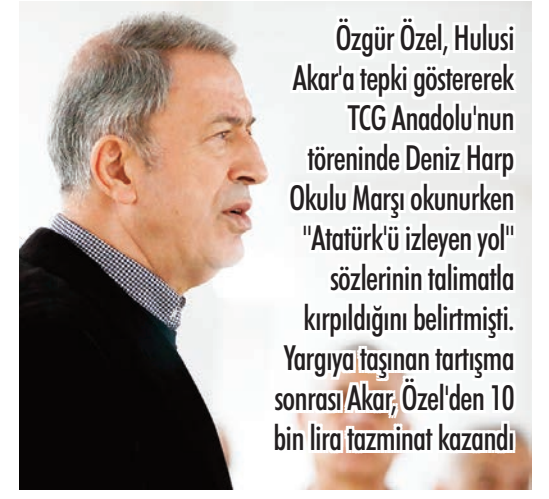 Özgür Özel, Hulusi
Akar'a tepki göstererek
TCG Anadolu'nun
töreninde Deniz Harp
Okulu Marşı okunurken
"Atatürk'ü izleyen yol"
sözlerinin talimatla
kırpıldığını belirtmişti.
Yargıya taşınan tartışma
sonrası Akar, Özel'den 10
bin lira tazminat kazandı